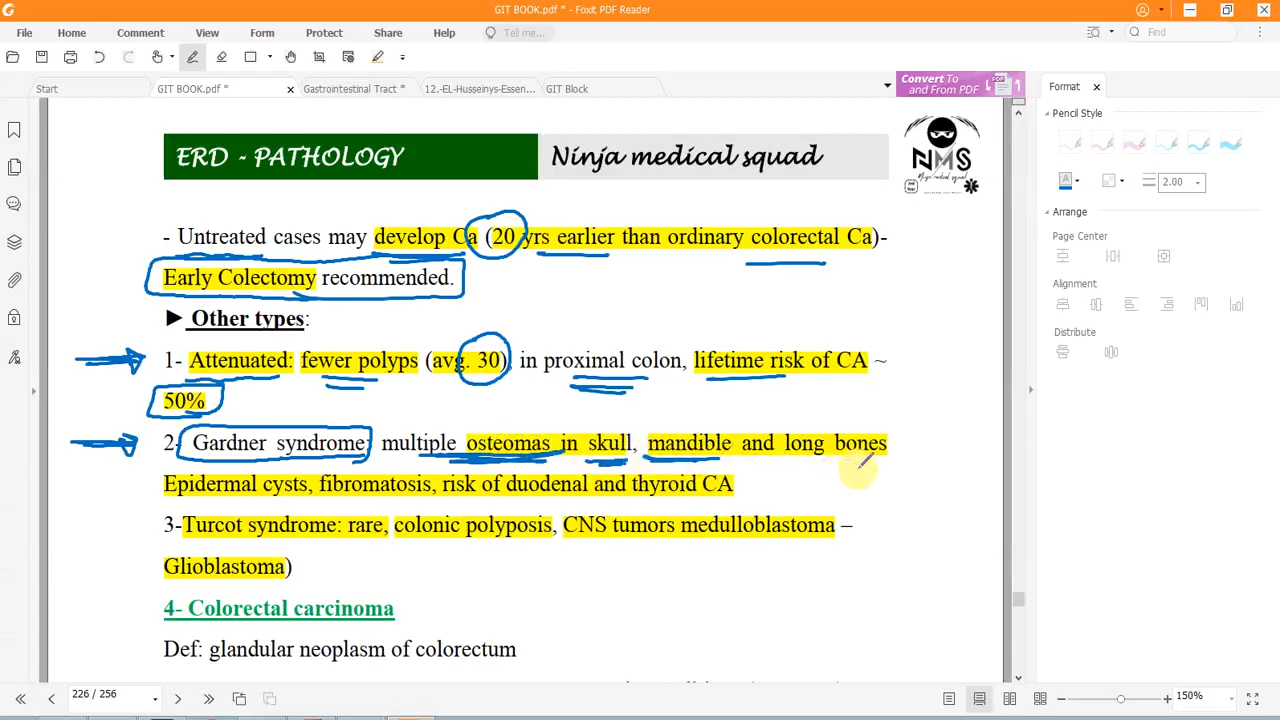 GIT BOOK.pdf * - Foxit PDF Reader
File Home Comment View Form Protect Share Help Tell me... Find
Start GIT BOOK.pdf * Gastrointestinal Tract * 12.-EL-Husseinys-Essen... GIT Block
Convert To and From PDF PDF
Format
Pencil Style
2.00
Arrange
Page Center
Alignment
Distribute
ERD - PATHOLOGY Ninja medical squad
NMS
- Untreated cases may develop Ca (20 yrs earlier than ordinary colorectal Ca)-
Early Colectomy recommended.
► Other types:
1- Attenuated: fewer polyps (avg. 30), in proximal colon, lifetime risk of CA ~
50%
2- Gardner syndrome: multiple osteomas in skull, mandible and long bones
Epidermal cysts, fibromatosis, risk of duodenal and thyroid CA
3-Turcot syndrome: rare, colonic polyposis, CNS tumors medulloblastoma –
Glioblastoma)
4- Colorectal carcinoma
Def: glandular neoplasm of colorectum
226 / 256
150%